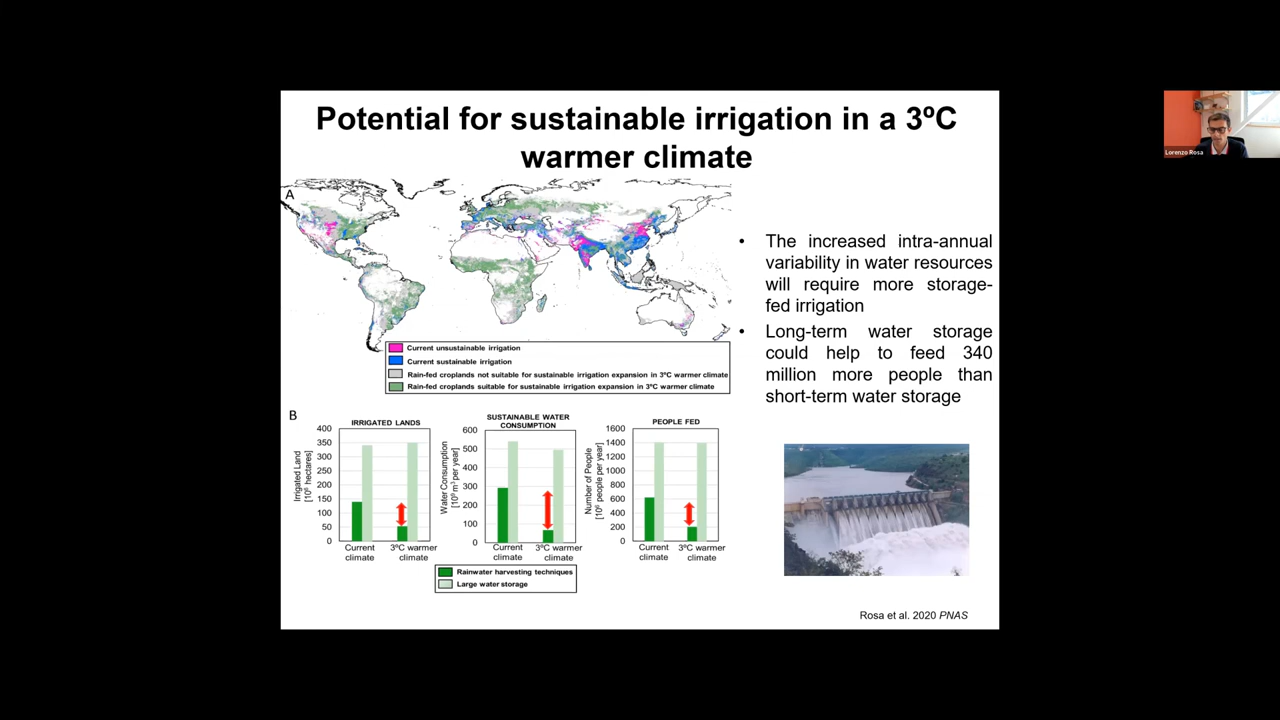 Potential for sustainable irrigation in a 3ºC
warmer climate
Lorenzo Rosa
A
Current unsustainable irrigation
Current sustainable irrigation
Rain-fed croplands not suitable for sustainable irrigation expansion in 3ºC warmer climate
Rain-fed croplands suitable for sustainable irrigation expansion in 3ºC warmer climate
• The increased intra-annual
variability in water resources
will require more storage-
fed irrigation
• Long-term water storage
could help to feed 340
million more people than
short-term water storage
B
IRRIGATED LANDS
Irrigated Land
[10⁶ hectares]
400
350
300
250
200
150
100
50
0
Current
climate
3ºC warmer
climate
SUSTAINABLE WATER
CONSUMPTION
Water Consumption
[10⁹ m³ per year]
600
500
400
300
200
100
0
Current
climate
3ºC warmer
climate
PEOPLE FED
Number of People
[10⁶ people per year]
1600
1400
1200
1000
800
600
400
200
0
Current
climate
3ºC warmer
climate
Rainwater harvesting techniques
Large water storage
Rosa et al. 2020 PNAS